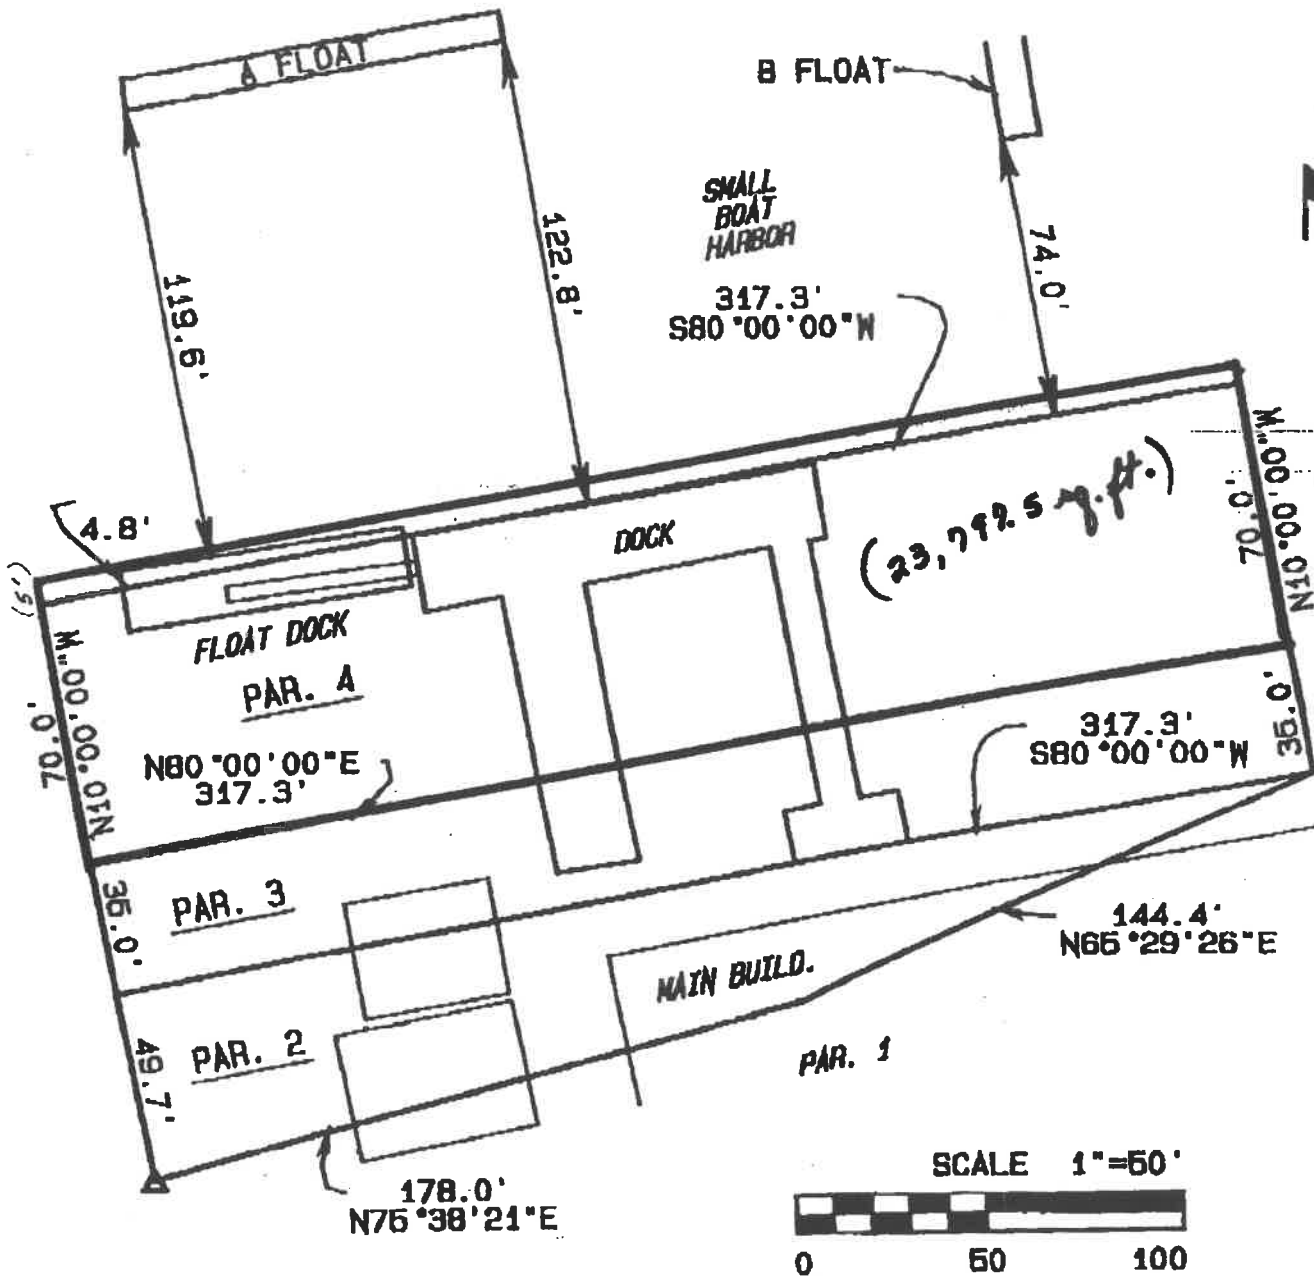 A FLOAT
B FLOAT
SMALL
BOAT
HARBOR
317.3'
S80°00'00"W
119.6'
122.8'
74.0'
4.8'
(5')
DOCK
(23,797.5 sq.ft.)
N10°00'00"W
70.0'
FLOAT DOCK
PAR. 4
N10°00'00"W
70.0'
N80°00'00"E
317.3'
317.3'
S80°00'00"W
35.0'
PAR. 3
35.0'
144.4'
N65°29'26"E
MAIN BUILD.
PAR. 2
49.7'
PAR. 1
178.0'
N75°38'21"E
SCALE 1"=50'
0 50 100